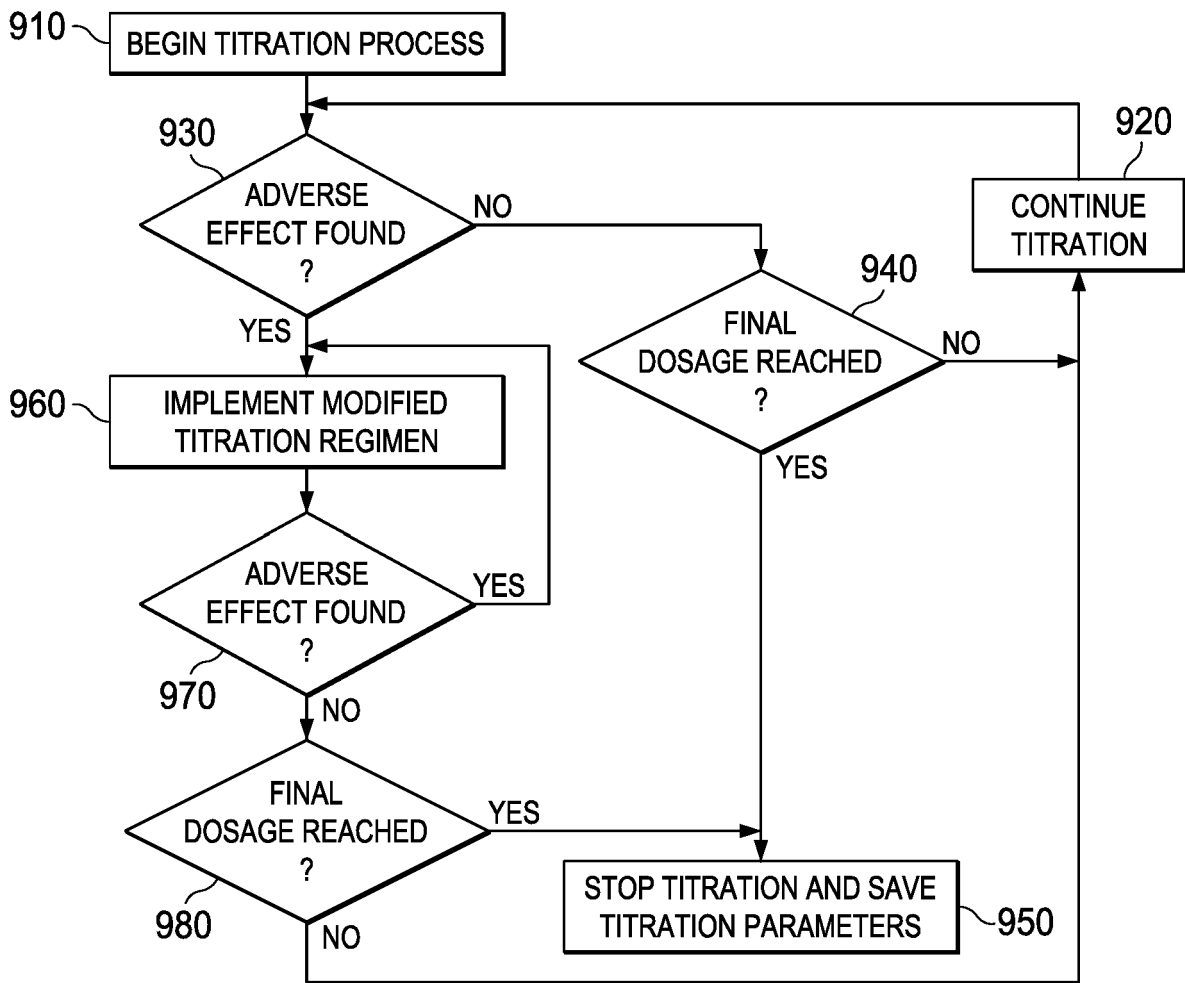 910
BEGIN TITRATION PROCESS
930
ADVERSE
EFFECT FOUND
?
NO
YES
920
CONTINUE
TITRATION
940
FINAL
DOSAGE REACHED
?
NO
YES
960
IMPLEMENT MODIFIED
TITRATION REGIMEN
ADVERSE
EFFECT FOUND
?
YES
970
NO
FINAL
DOSAGE REACHED
?
YES
980
NO
STOP TITRATION AND SAVE
TITRATION PARAMETERS
950